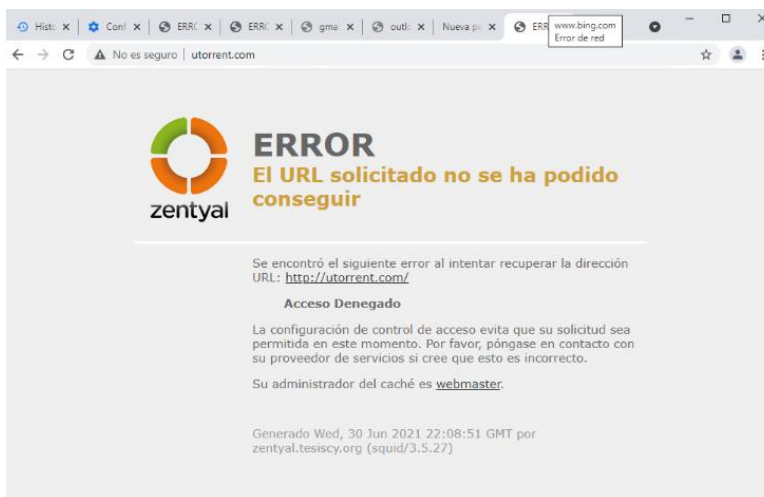 Histc
Conf
ERRC
ERRC
gma
outlc
Nueva pe
ERR
www.bing.com
Error de red
No es seguro | utorrent.com
zentyal
ERROR
El URL solicitado no se ha podido
conseguir
Se encontró el siguiente error al intentar recuperar la dirección
URL: http://utorrent.com/
Acceso Denegado
La configuración de control de acceso evita que su solicitud sea
permitida en este momento. Por favor, póngase en contacto con
su proveedor de servicios si cree que esto es incorrecto.
Su administrador del caché es webmaster.
Generado Wed, 30 Jun 2021 22:08:51 GMT por
zentyal.tesiscy.org (squid/3.5.27)